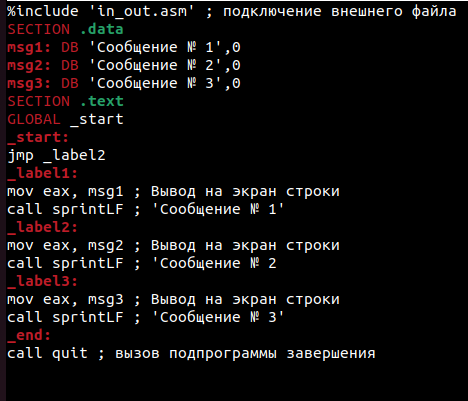 %include 'in_out.asm' ; подключение внешнего файла
SECTION .data
msg1: DB 'Сообщение № 1',0
msg2: DB 'Сообщение № 2',0
msg3: DB 'Сообщение № 3',0
SECTION .text
GLOBAL _start
_start:
jmp _label2
_label1:
mov eax, msg1 ; Вывод на экран строки
call sprintLF ; 'Сообщение № 1'
_label2:
mov eax, msg2 ; Вывод на экран строки
call sprintLF ; 'Сообщение № 2
_label3:
mov eax, msg3 ; Вывод на экран строки
call sprintLF ; 'Сообщение № 3'
_end:
call quit ; вызов подпрограммы завершения